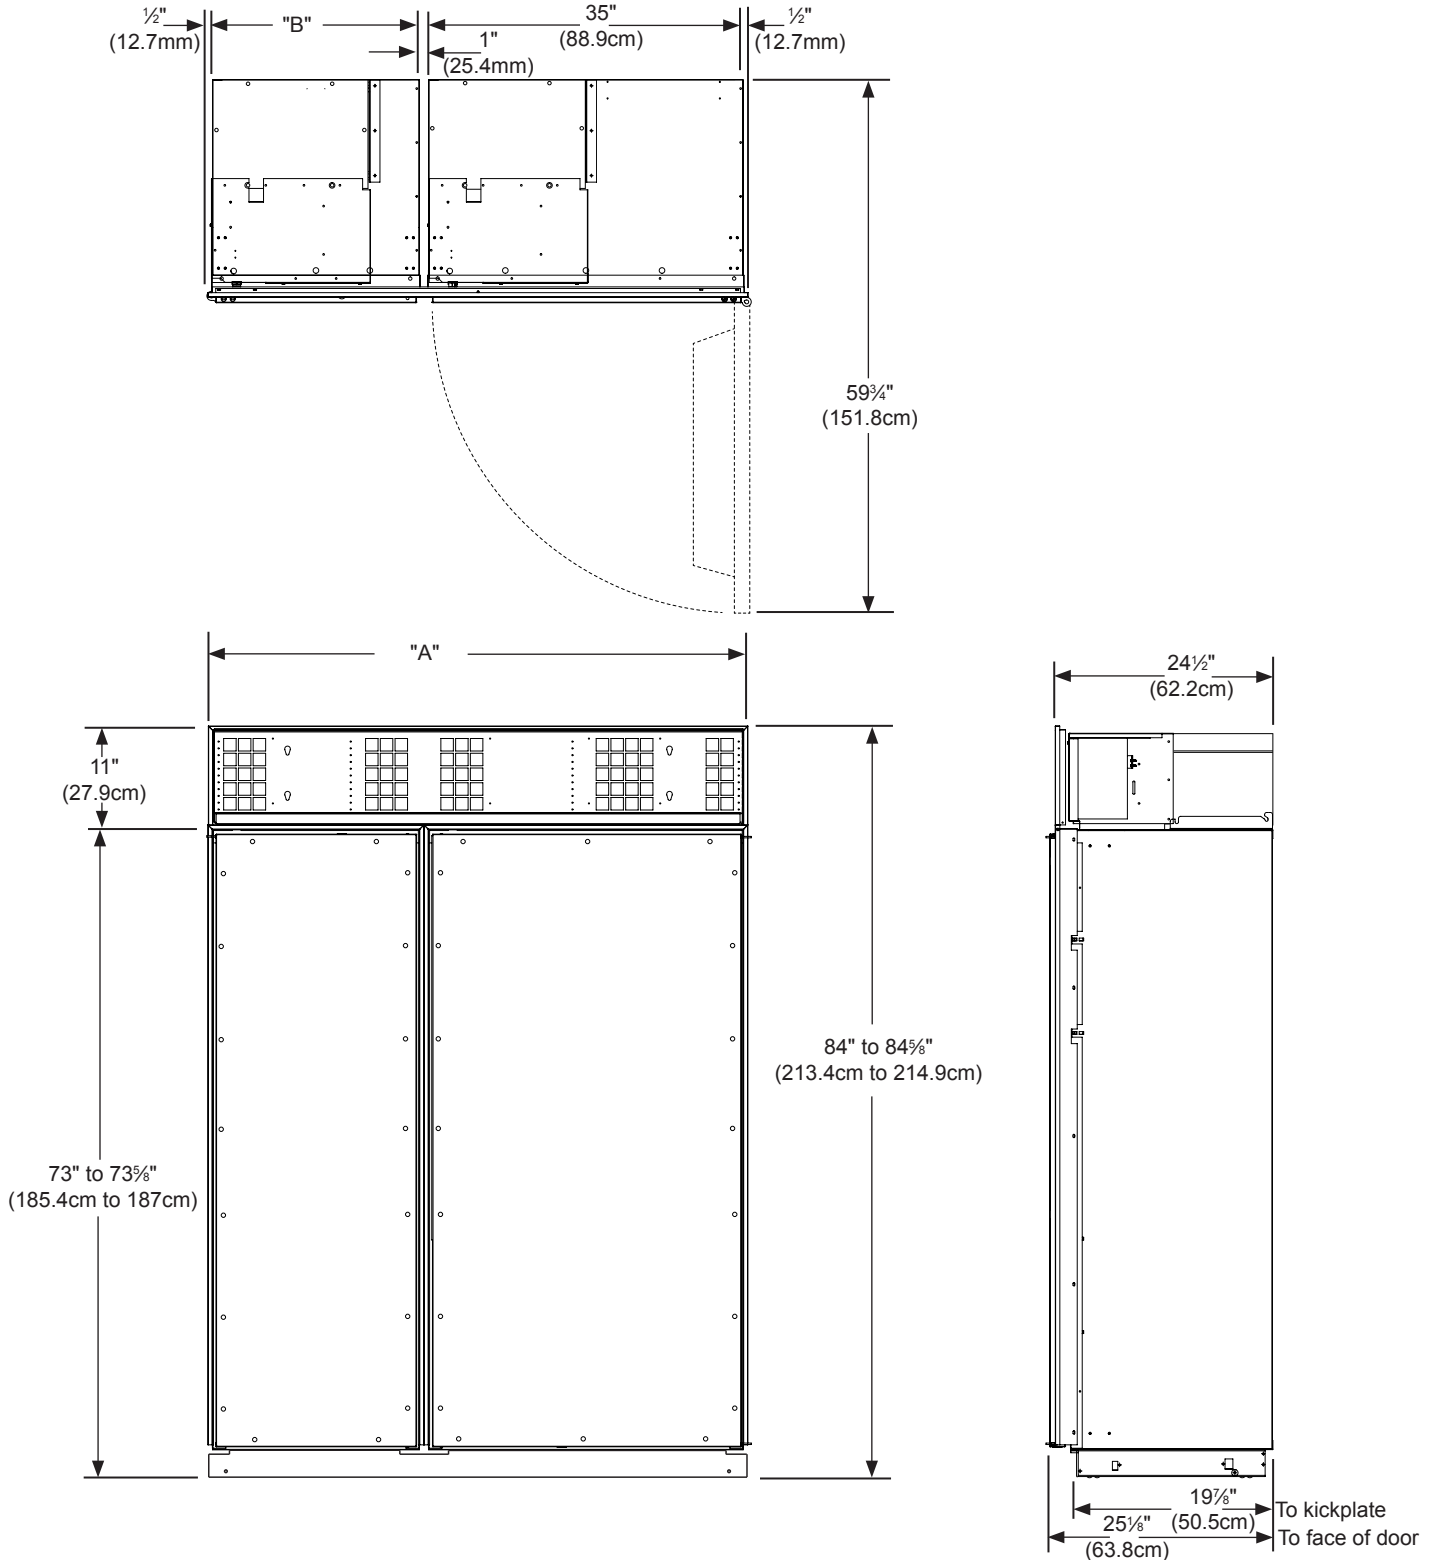 ½"
(12.7mm)
"B"
35"
(88.9cm)
½"
(12.7mm)
1"
(25.4mm)
59¾"
(151.8cm)
"A"
24½"
(62.2cm)
11"
(27.9cm)
84" to 84⅝"
(213.4cm to 214.9cm)
73" to 73⅝"
(185.4cm to 187cm)
19⅞"
(50.5cm)
To kickplate
25⅛"
(63.8cm)
To face of door